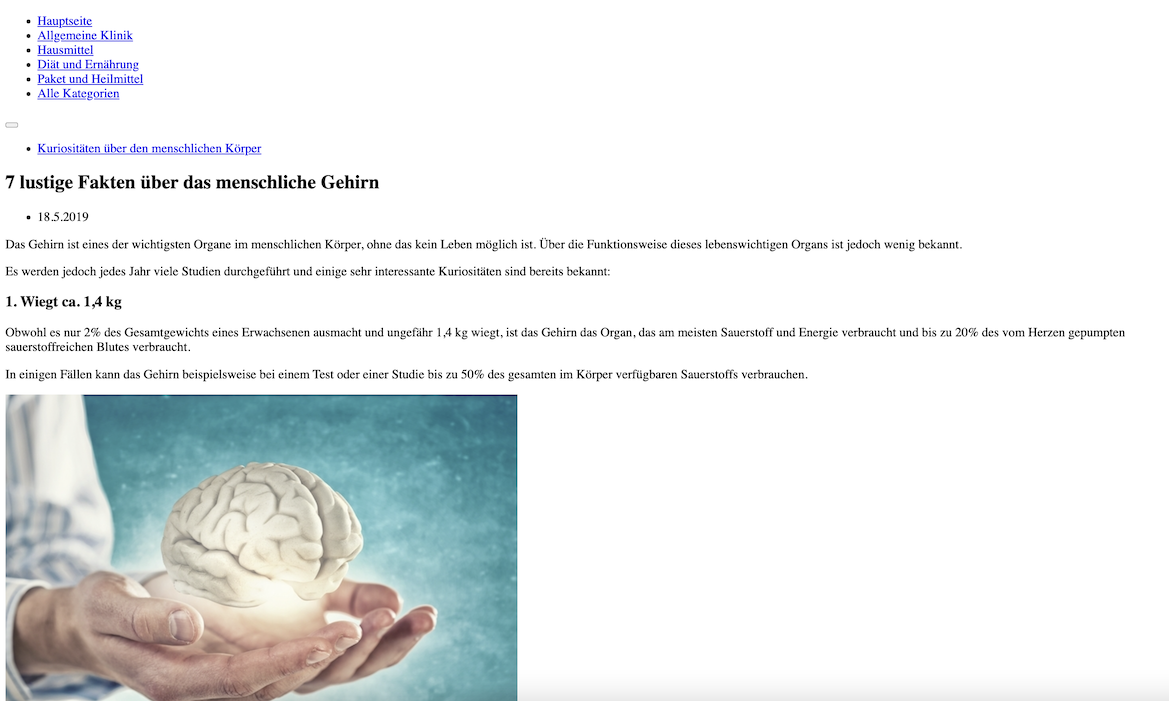 Hauptseite
Allgemeine Klinik
Hausmittel
Diät und Ernährung
Paket und Heilmittel
Alle Kategorien
Kuriositäten über den menschlichen Körper
7 lustige Fakten über das menschliche Gehirn
18.5.2019
Das Gehirn ist eines der wichtigsten Organe im menschlichen Körper, ohne das kein Leben möglich ist. Über die Funktionsweise dieses lebenswichtigen Organs ist jedoch wenig bekannt.
Es werden jedoch jedes Jahr viele Studien durchgeführt und einige sehr interessante Kuriositäten sind bereits bekannt:
1. Wiegt ca. 1,4 kg
Obwohl es nur 2% des Gesamtgewichts eines Erwachsenen ausmacht und ungefähr 1,4 kg wiegt, ist das Gehirn das Organ, das am meisten Sauerstoff und Energie verbraucht und bis zu 20% des vom Herzen gepumpten
sauerstoffreichen Blutes verbraucht.
In einigen Fällen kann das Gehirn beispielsweise bei einem Test oder einer Studie bis zu 50% des gesamten im Körper verfügbaren Sauerstoffs verbrauchen.